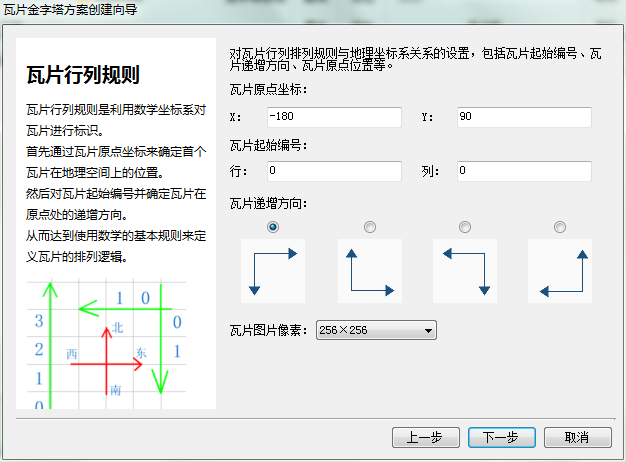 瓦片金字塔方案创建向导
瓦片行列规则
瓦片行列规则是利用数学坐标系对
瓦片进行标识。
首先通过瓦片原点坐标来确定首个
瓦片在地理空间上的位置。
然后对瓦片起始编号并确定瓦片在
原点处的递增方向。
从而达到使用数学的基本规则来定
义瓦片的排列逻辑。
1 0
3 北 0
2 西 东 1
1 南
0
对瓦片行列排列规则与地理坐标系关系的设置，包括瓦片起始编号、瓦
片递增方向、瓦片原点位置等。
瓦片原点坐标：
X： -180 Y： 90
瓦片起始编号：
行： 0 列： 0
瓦片递增方向：
瓦片图片像素： 256×256
上一步 下一步 取消